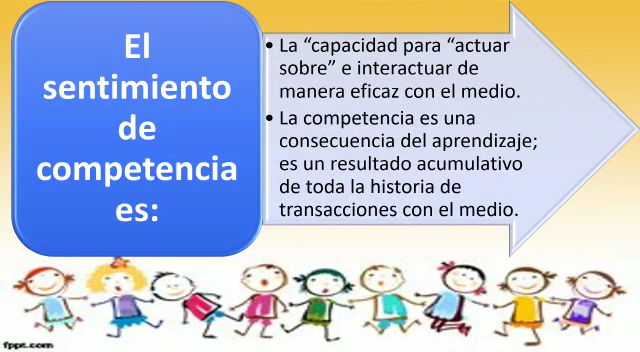 El
sentimiento
de
competencia
es:
• La “capacidad para “actuar
sobre” e interactuar de
manera eficaz con el medio.
• La competencia es una
consecuencia del aprendizaje;
es un resultado acumulativo
de toda la historia de
transacciones con el medio.
fppt.com